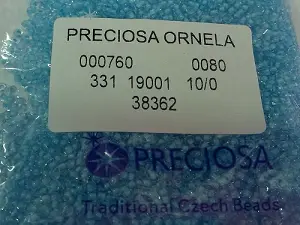 PRECIOSA ORNELA
000760 0080
331 19001 10/0
38362
PRECIOSA
Traditional Czech Beads